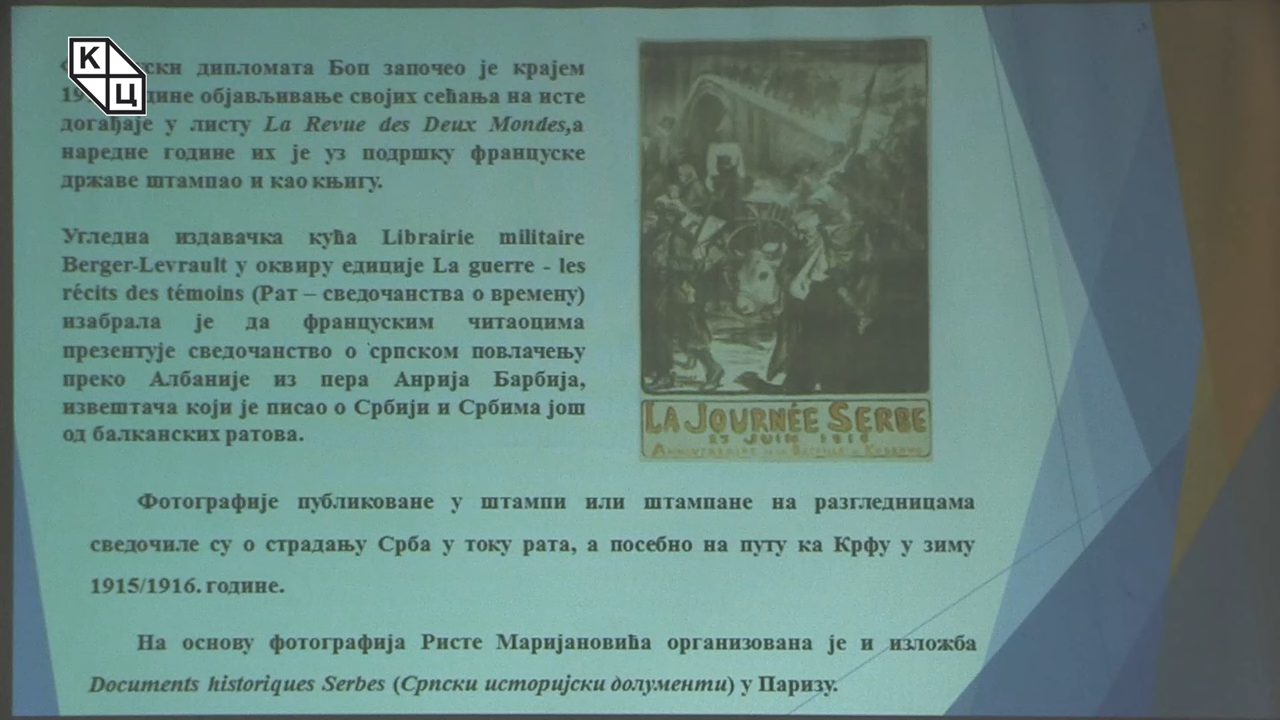 К
Ц
дипломата Боп започео је крајем
објављивање својих сећања на исте
догађаје у листу La Revue des Deux Mondes,а
наредне године их је уз подршку француске
државе штампао и као књигу.
Угледна издавачка кућа Librairie militaire
Berger-Levrault у оквиру едиције La guerre - les
récits des témoins (Рат – сведочанства о времену)
изабрала је да француским читаоцима
презентује сведочанство о српском повлачењу
преко Албаније из пера Анрија Барбија,
извештача који је писао о Србији и Србима још
од балканских ратова.
LA JOURNÉE SERBE
25 JUIN 1916
Фотографије публиковане у штампи или штампане на разгледницама
сведочиле су о страдању Срба у току рата, а посебно на путу ка Крфу у зиму
1915/1916. године.
На основу фотографија Ристе Маријановића организована је и изложба
Documents historiques Serbes (Српски историјски долументи) у Паризу.